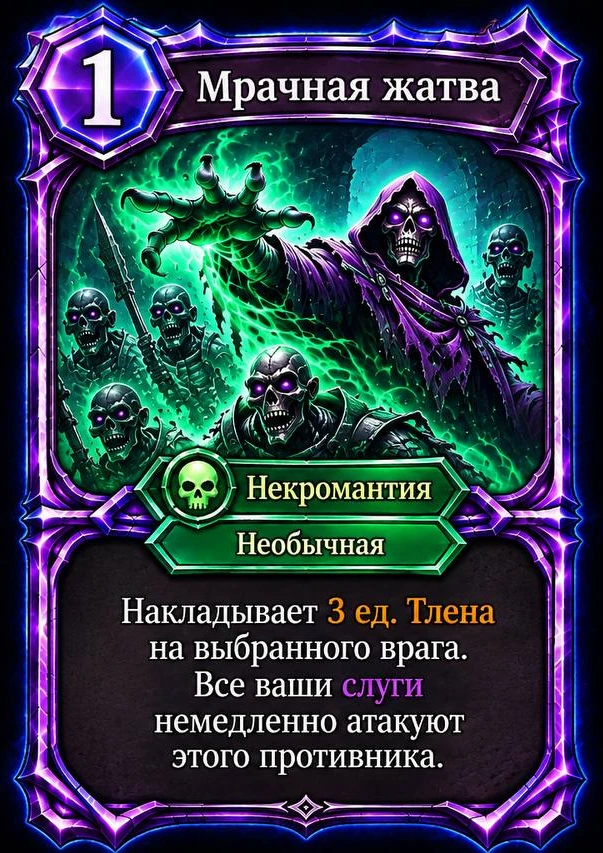 1
Мрачная жатва
Некромантия
Необычная
Накладывает 3 ед. Тлена
на выбранного врага.
Все ваши слуги
немедленно атакуют
этого противника.